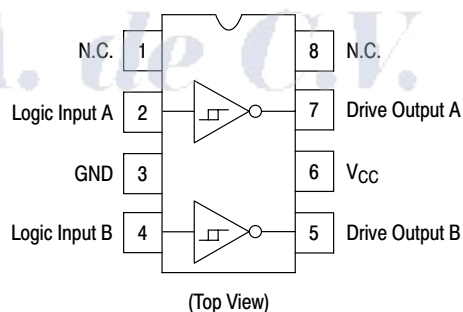 A. de C.V.
N.C. 1 8 N.C.
Logic Input A 2 7 Drive Output A
GND 3 6 VCC
Logic Input B 4 5 Drive Output B
(Top View)